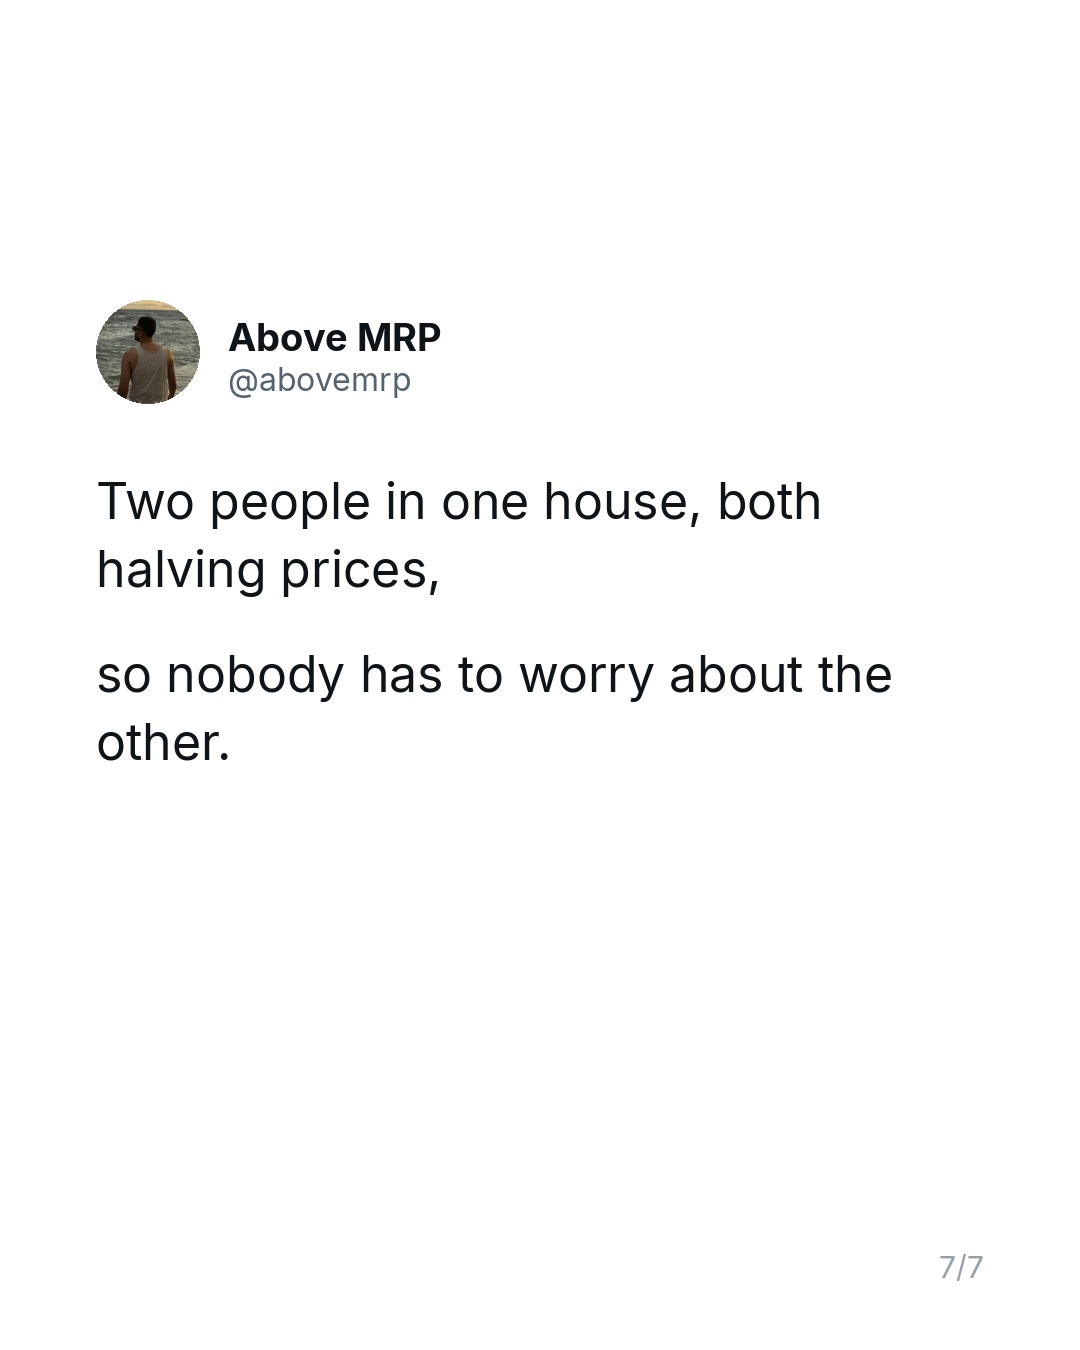 Above MRP
@abovemrp
Two people in one house, both
halving prices,
so nobody has to worry about the
other.
7/7